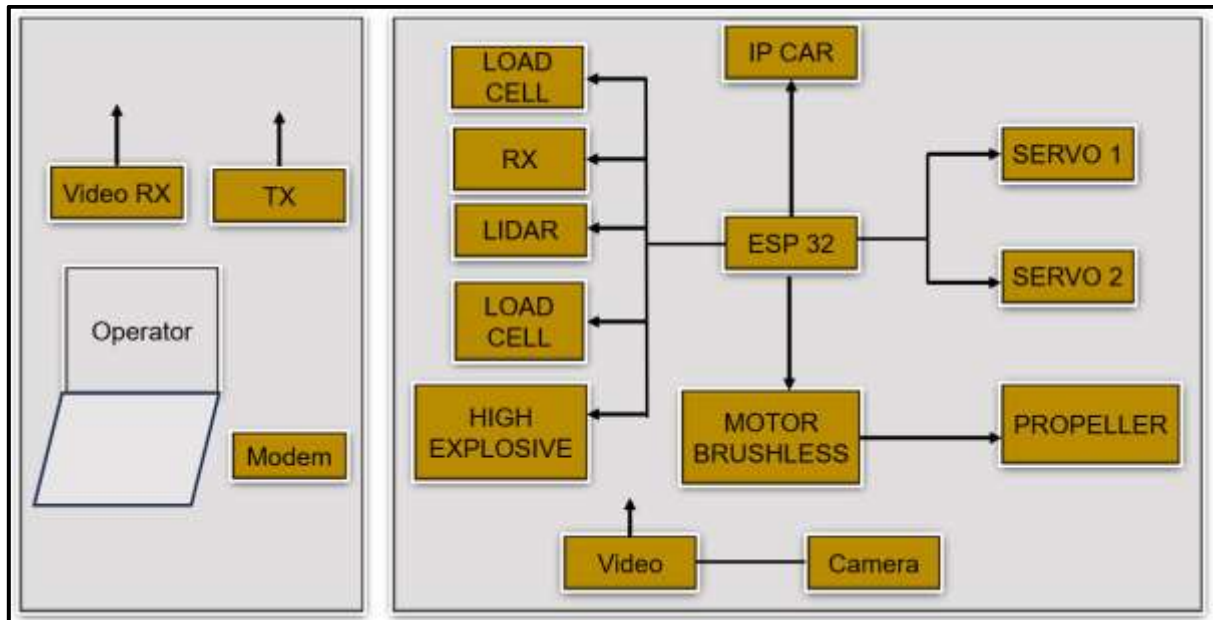 Video RX
TX
Operator
Modem
LOAD
CELL
RX
LIDAR
LOAD
CELL
HIGH
EXPLOSIVE
IP CAR
ESP 32
SERVO 1
SERVO 2
MOTOR
BRUSHLESS
PROPELLER
Video
Camera